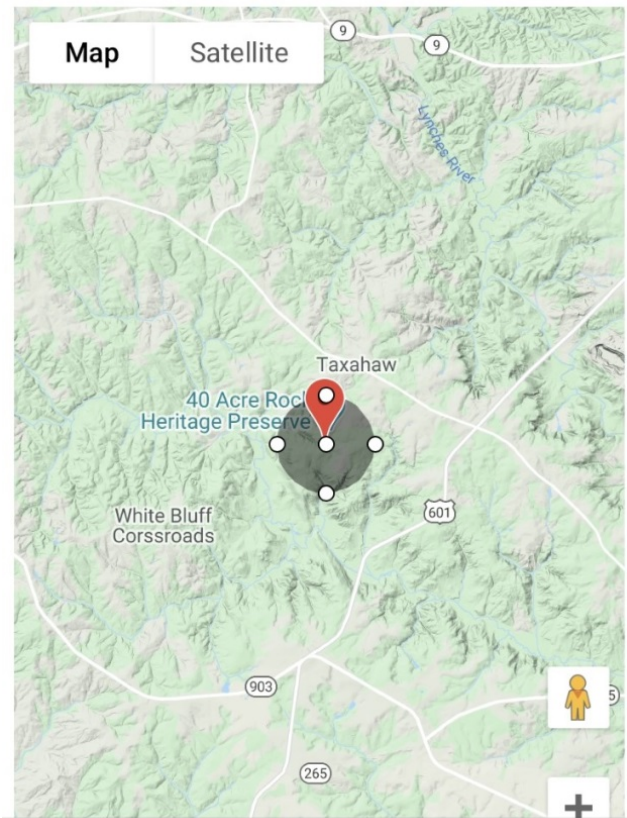 Map
Satellite
9
9
Lynches River
Taxahaw
40 Acre Rock
Heritage Preserve
White Bluff
Corssroads
601
903
265